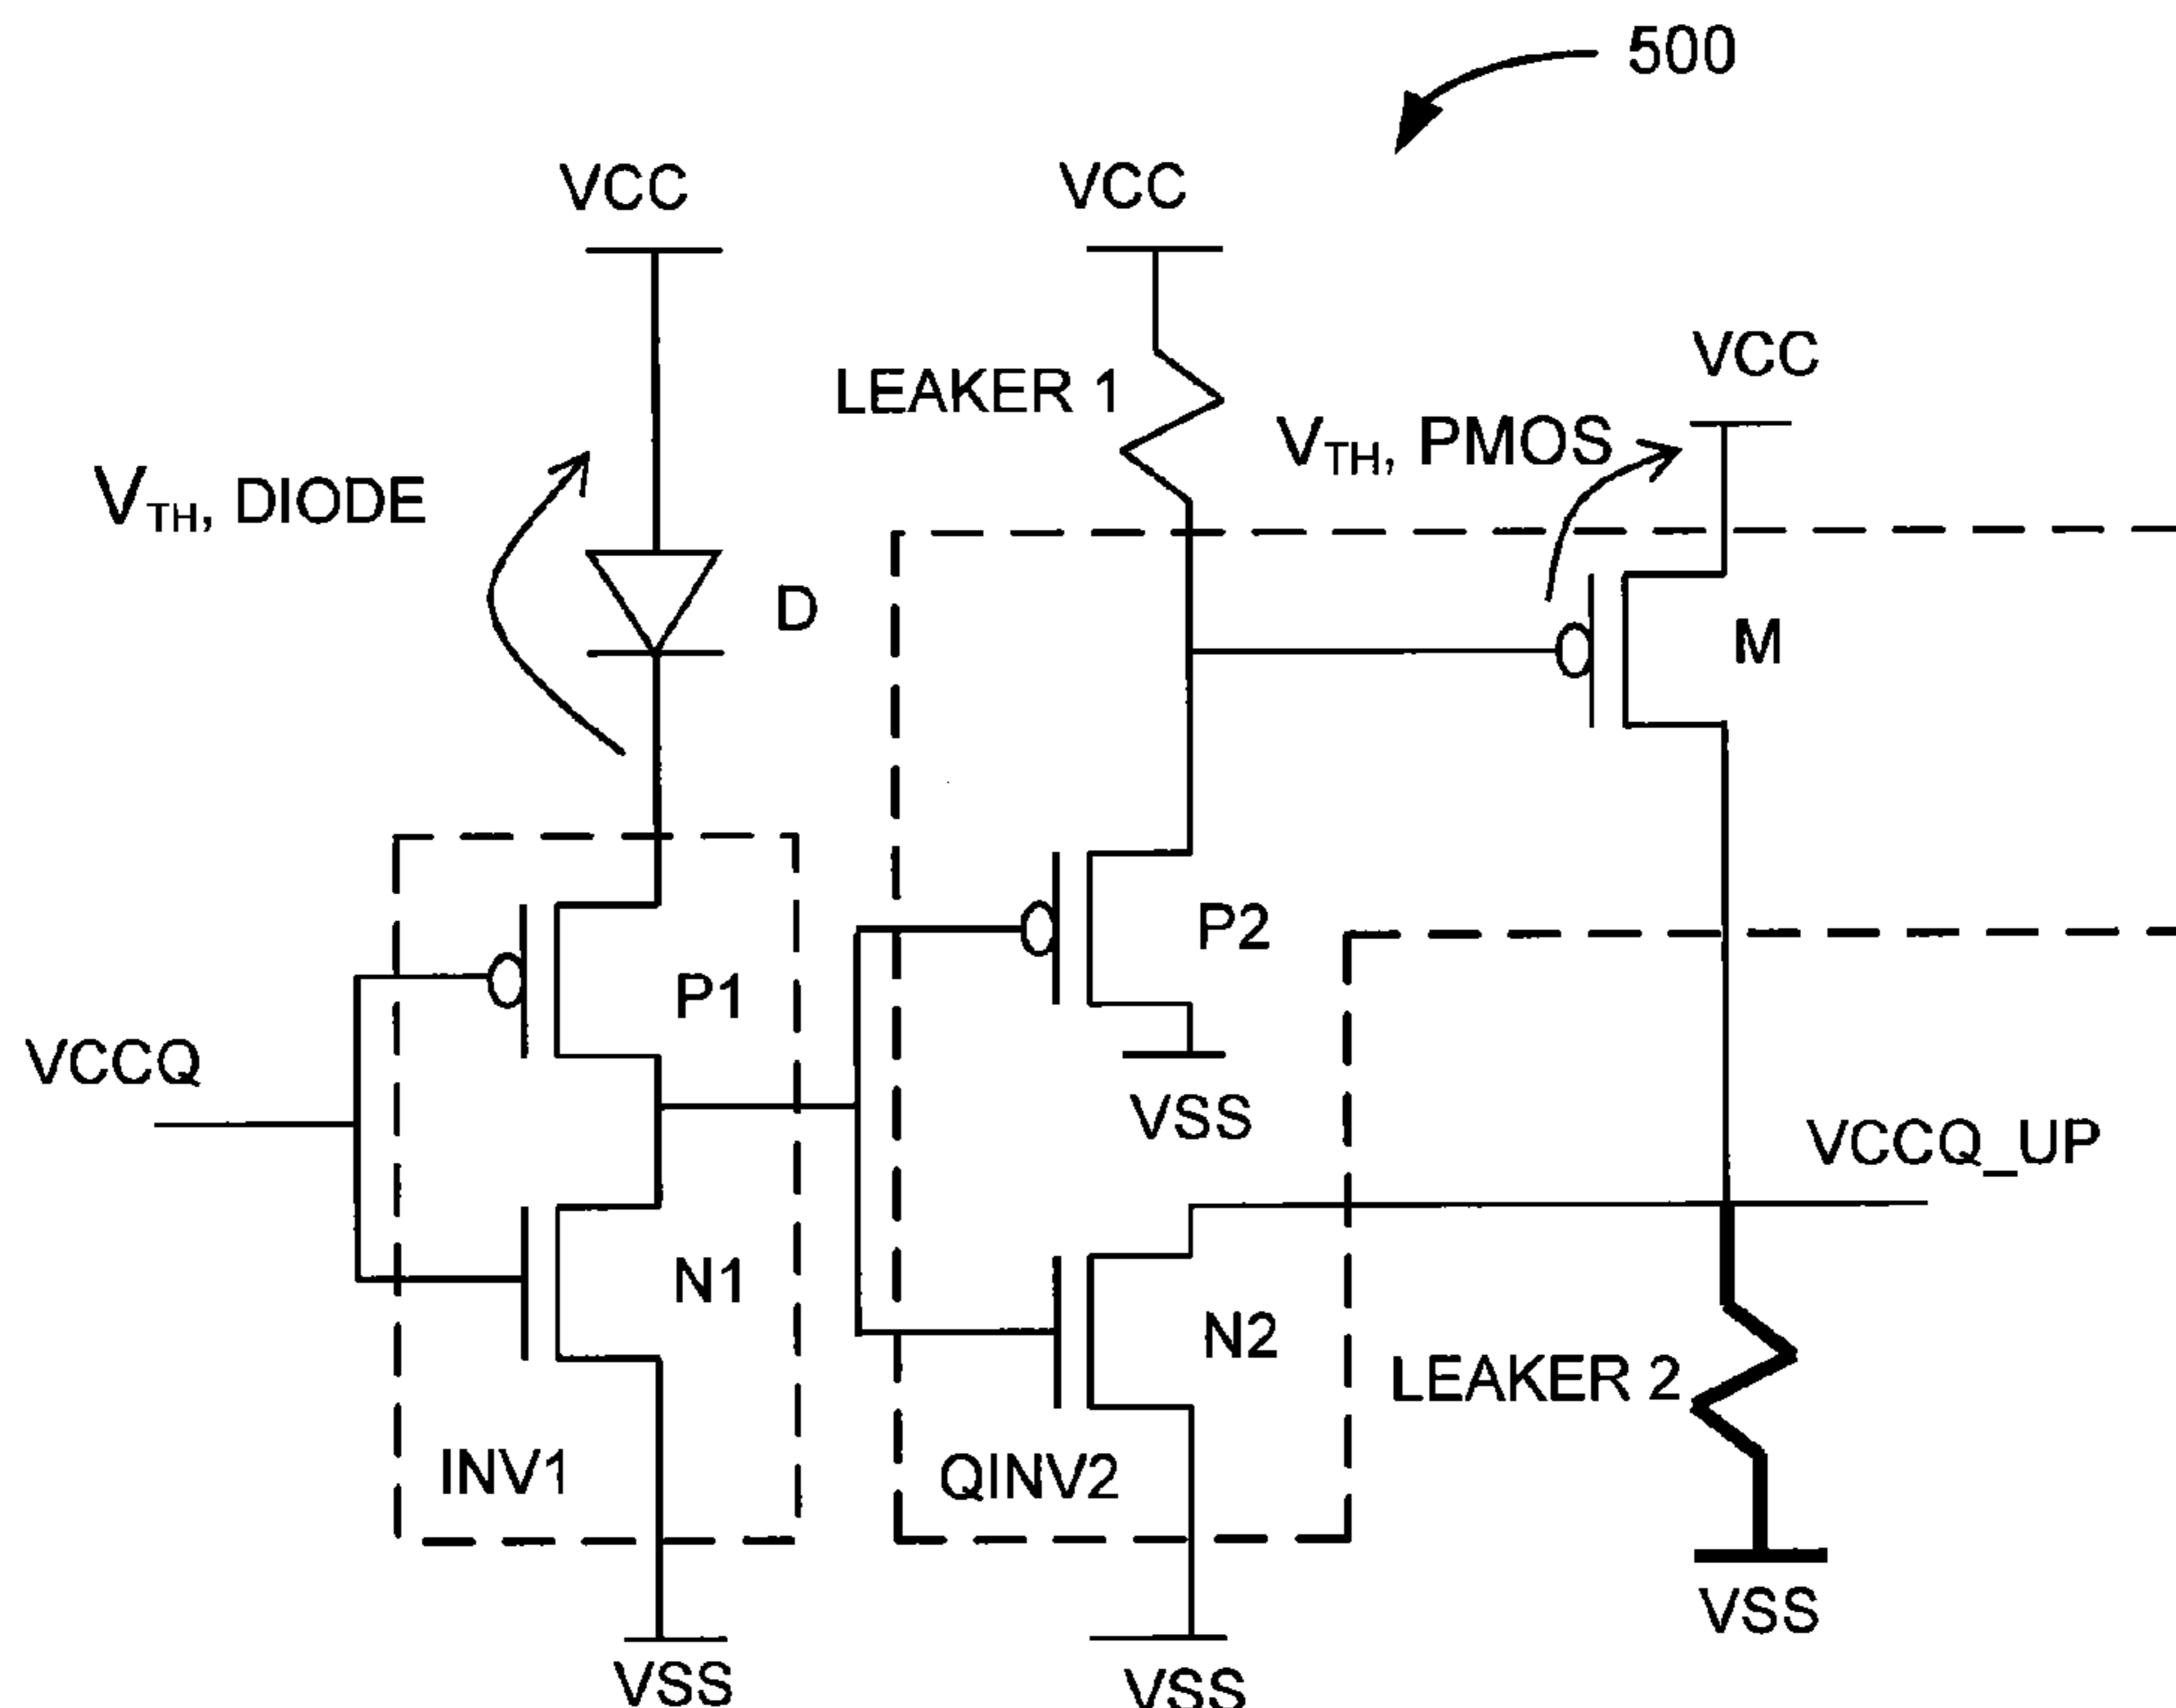 500
VCC
VCC
VCC
LEAKER 1
VTH, PMOS
VTH, DIODE
D
M
P2
P1
VCCQ
VSS
VCCQ_UP
N1
N2
LEAKER 2
INV1
QINV2
VSS
VSS
VSS